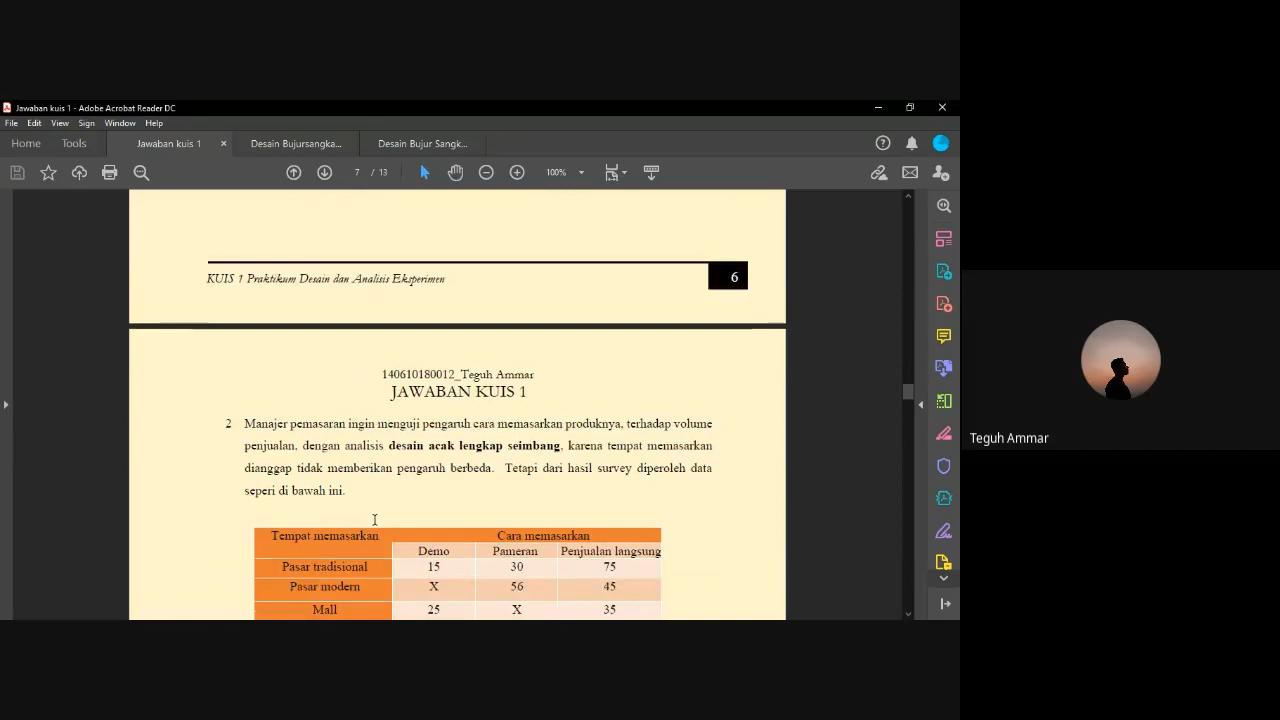 Jawaban kuis 1 - Adobe Acrobat Reader DC
File Edit View Sign Window Help
Home Tools Jawaban kuis 1 × Desain Bujursangka... Desain Bujur Sangk...
7 / 13 100%
KUIS 1 Praktikum Desain dan Analisis Eksperimen 6
140610180012_Teguh Ammar
JAWABAN KUIS 1
2 Manajer pemasaran ingin menguji pengaruh cara memasarkan produknya, terhadap volume
penjualan, dengan analisis desain acak lengkap seimbang, karena tempat memasarkan
dianggap tidak memberikan pengaruh berbeda. Tetapi dari hasil survey diperoleh data
seperi di bawah ini.
Tempat memasarkan Cara memasarkan
Demo Pameran Penjualan langsung
Pasar tradisional 15 30 75
Pasar modern X 56 45
Mall 25 X 35
Teguh Ammar